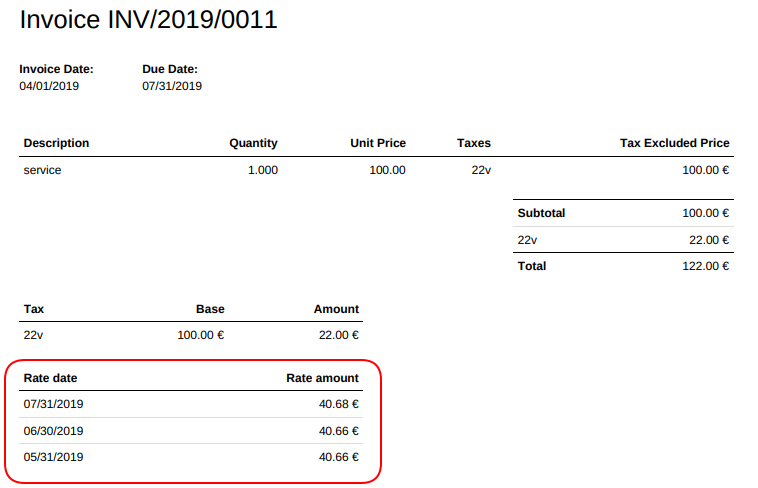 Invoice INV/2019/0011
Invoice Date: Due Date:
04/01/2019 07/31/2019
Description Quantity Unit Price Taxes Tax Excluded Price
service 1.000 100.00 22v 100.00 €
Subtotal 100.00 €
22v 22.00 €
Total 122.00 €
Tax Base Amount
22v 100.00 € 22.00 €
Rate date Rate amount
07/31/2019 40.68 €
06/30/2019 40.66 €
05/31/2019 40.66 €